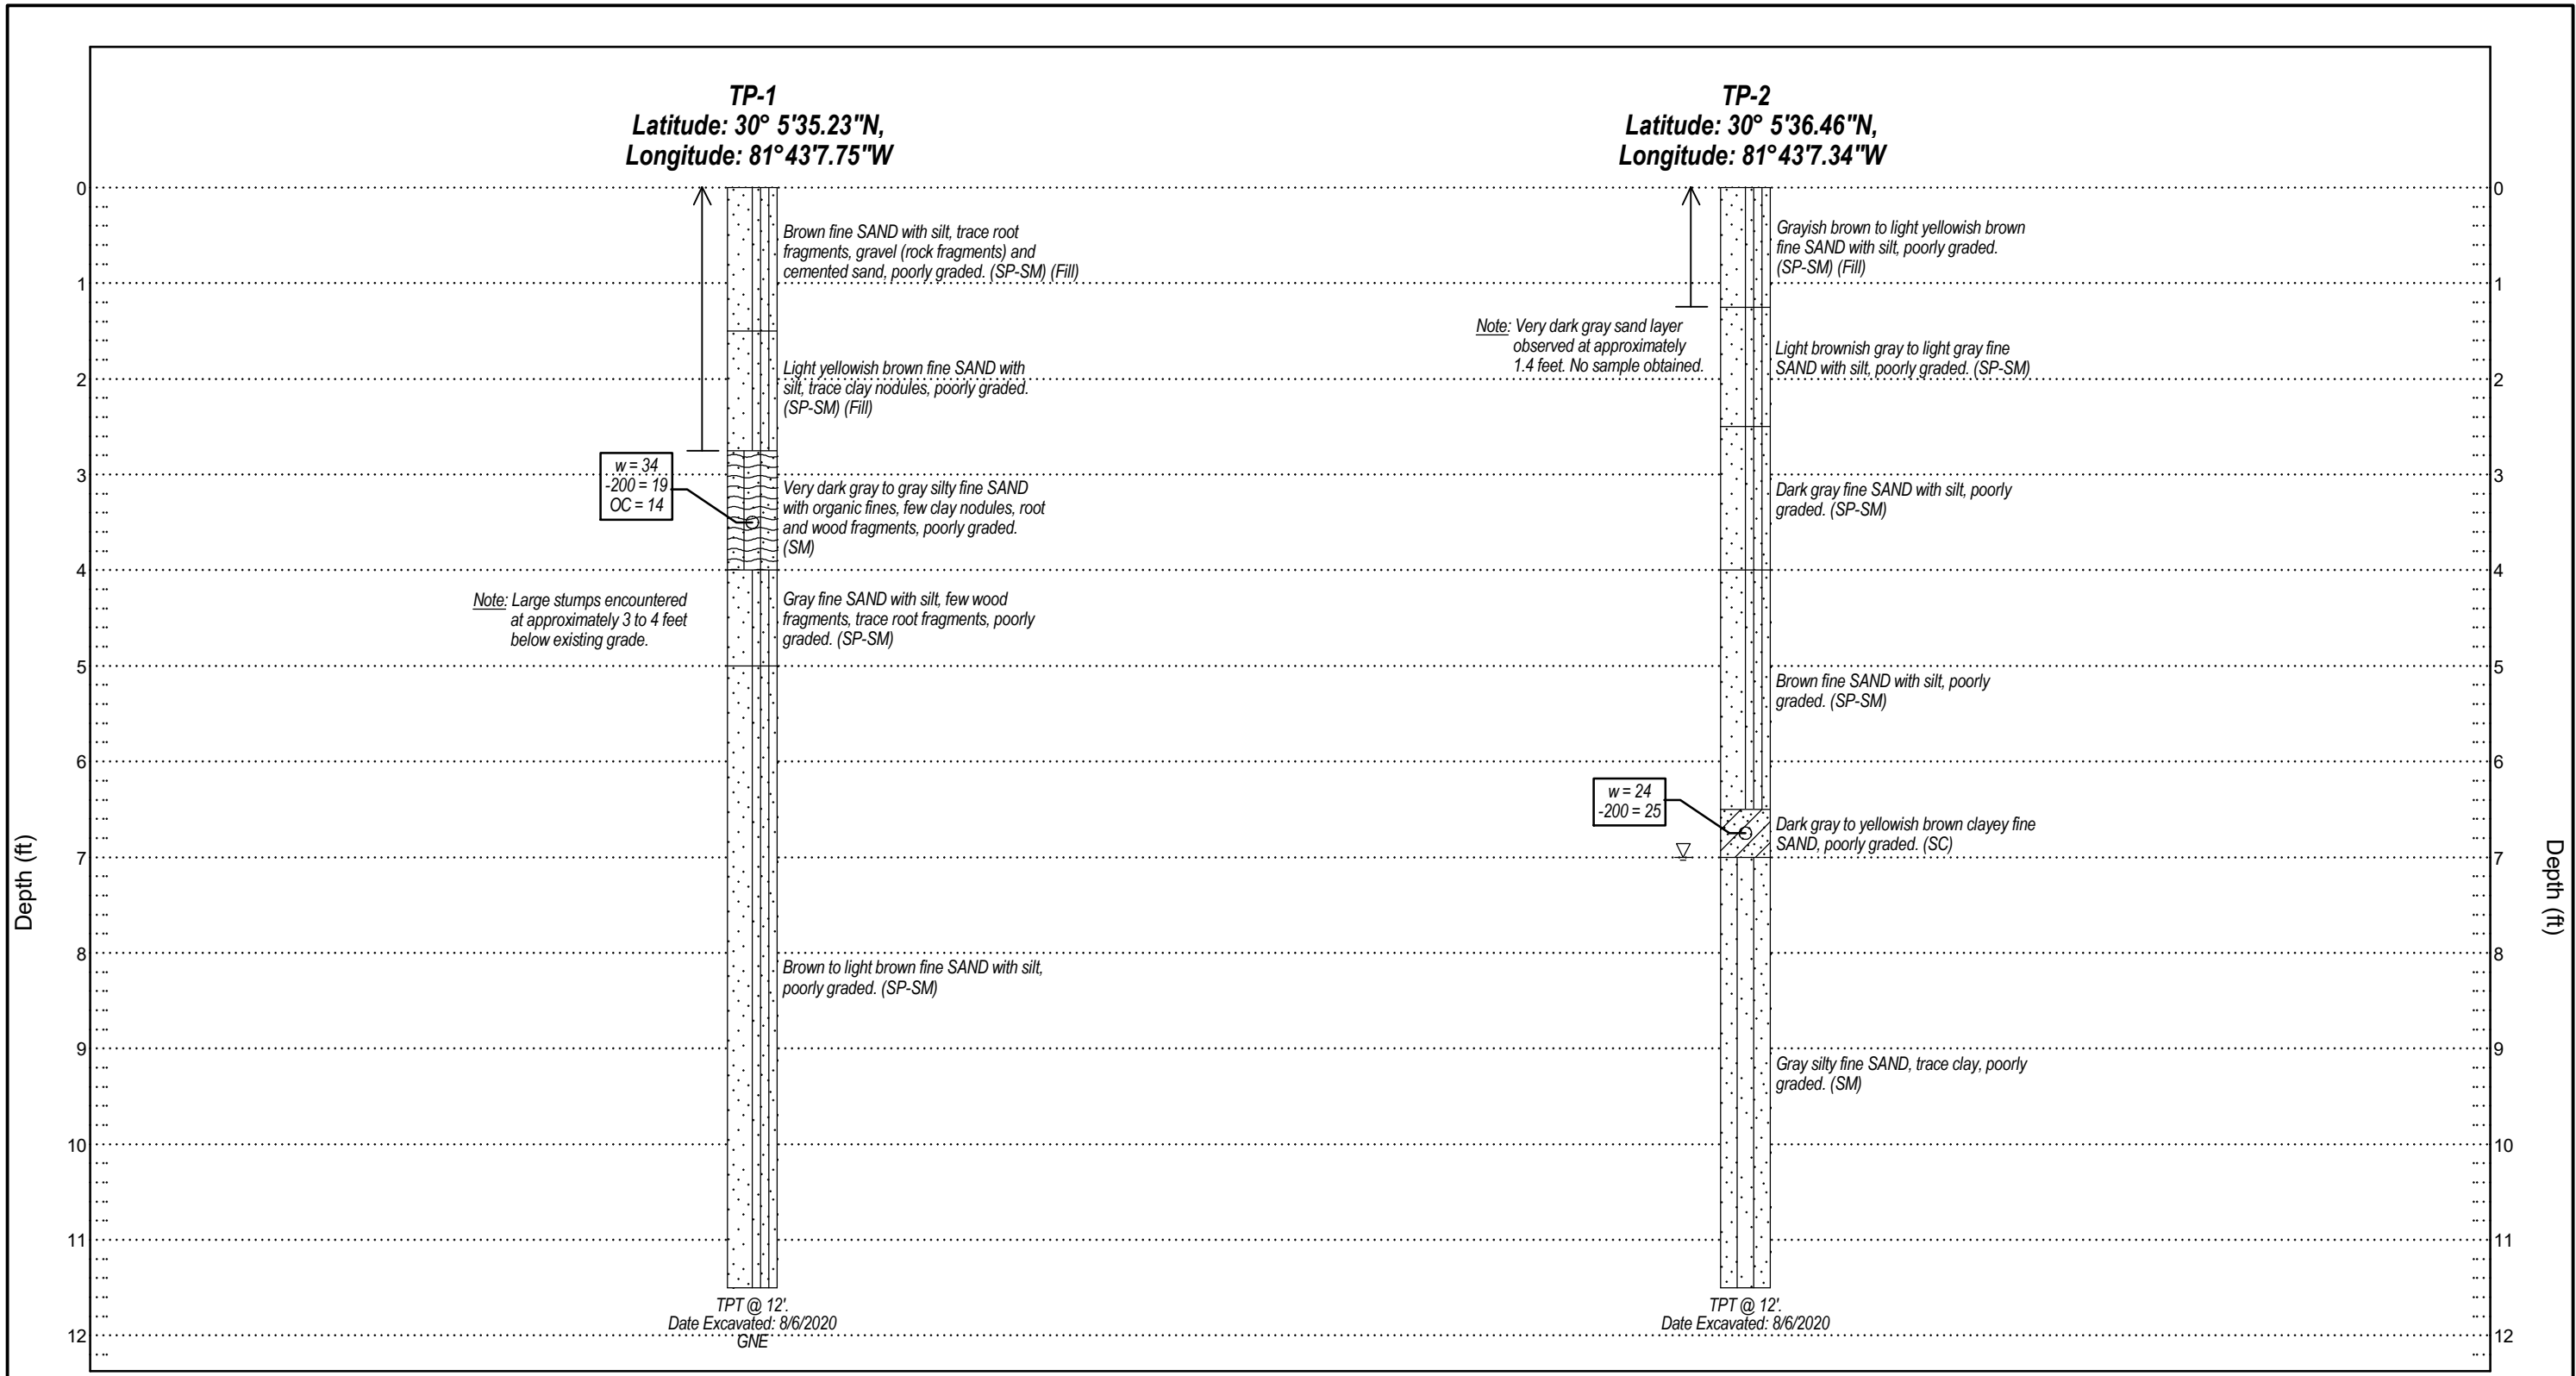 TP-1
Latitude: 30° 5'35.23"N,
Longitude: 81°43'7.75"W
TP-2
Latitude: 30° 5'36.46"N,
Longitude: 81°43'7.34"W
Depth (ft)
0
1
2
3
4
5
6
7
8
9
10
11
12
Brown fine SAND with silt, trace root
fragments, gravel (rock fragments) and
cemented sand, poorly graded. (SP-SM) (Fill)
Light yellowish brown fine SAND with
silt, trace clay nodules, poorly graded.
(SP-SM) (Fill)
w = 34
-200 = 19
OC = 14
Very dark gray to gray silty fine SAND
with organic fines, few clay nodules, root
and wood fragments, poorly graded.
(SM)
Note: Large stumps encountered
at approximately 3 to 4 feet
below existing grade.
Gray fine SAND with silt, few wood
fragments, trace root fragments, poorly
graded. (SP-SM)
Brown to light brown fine SAND with silt,
poorly graded. (SP-SM)
TPT @ 12'.
Date Excavated: 8/6/2020
GNE
Grayish brown to light yellowish brown
fine SAND with silt, poorly graded.
(SP-SM) (Fill)
Note: Very dark gray sand layer
observed at approximately
1.4 feet. No sample obtained.
Light brownish gray to light gray fine
SAND with silt, poorly graded. (SP-SM)
Dark gray fine SAND with silt, poorly
graded. (SP-SM)
Brown fine SAND with silt, poorly
graded. (SP-SM)
w = 24
-200 = 25
Dark gray to yellowish brown clayey fine
SAND, poorly graded. (SC)
Gray silty fine SAND, trace clay, poorly
graded. (SM)
TPT @ 12'.
Date Excavated: 8/6/2020
0
1
2
3
4
5
6
7
8
9
10
11
12
Depth (ft)